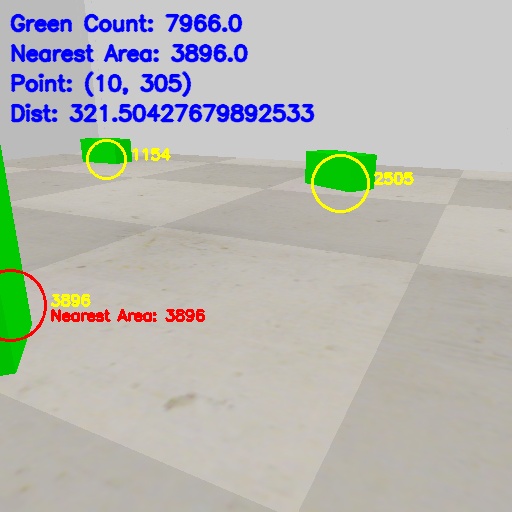 Green Count: 7966.0
Nearest Area: 3896.0
Point: (10, 305)
Dist: 321.50427679892533
1154
2505
3896
Nearest Area: 3896